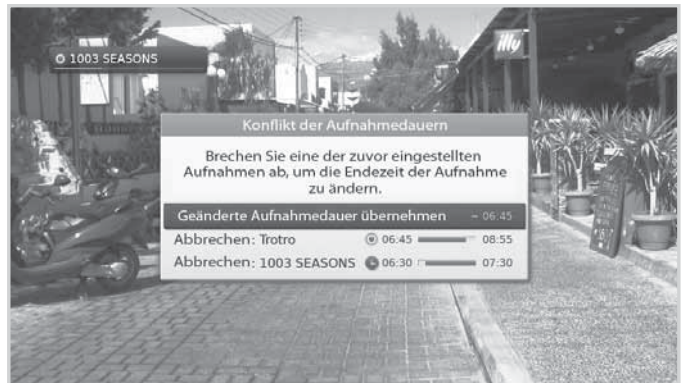 illy
1003 SEASONS
Konflikt der Aufnahmedauern
Brechen Sie eine der zuvor eingestellten
Aufnahmen ab, um die Endezeit der Aufnahme
zu ändern.
Geänderte Aufnahmedauer übernehmen ~ 06:45
Abbrechen: Trotro 06:45 08:55
Abbrechen: 1003 SEASONS 06:30 07:30